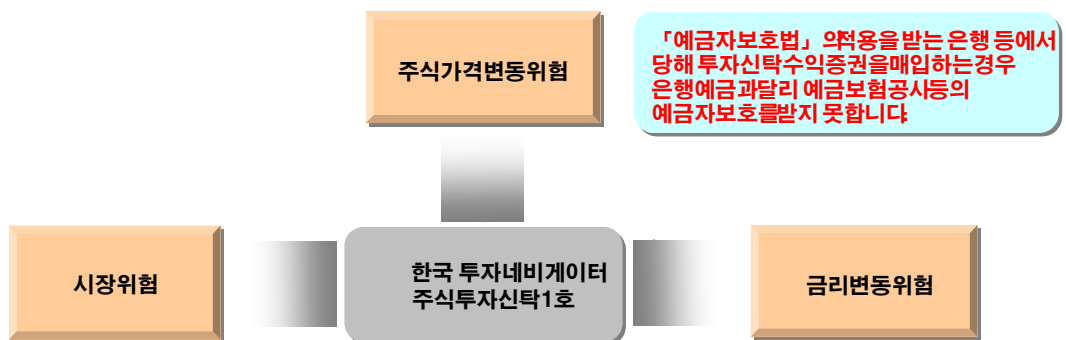 주식가격변동위험
「예금자보호법」의적용을 받는 은행 등에서
당해 투자신탁수익증권을매입하는경우
은행예금과달리 예금보험공사등의
예금자보호를받지 못합니다
시장위험
한국 투자네비게이터
주식투자신탁1호
금리변동위험